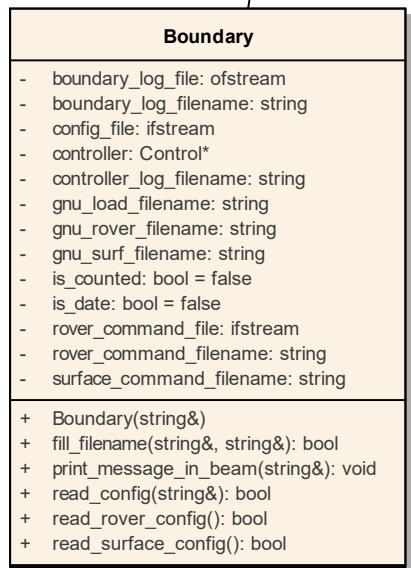 Boundary
- boundary_log_file: ofstream
- boundary_log_filename: string
- config_file: ifstream
- controller: Control*
- controller_log_filename: string
- gnu_load_filename: string
- gnu_rover_filename: string
- gnu_surf_filename: string
- is_counted: bool = false
- is_date: bool = false
- rover_command_file: ifstream
- rover_command_filename: string
- surface_command_filename: string
+ Boundary(string&)
+ fill_filename(string&, string&): bool
+ print_message_in_beam(string&): void
+ read_config(string&): bool
+ read_rover_config(): bool
+ read_surface_config(): bool